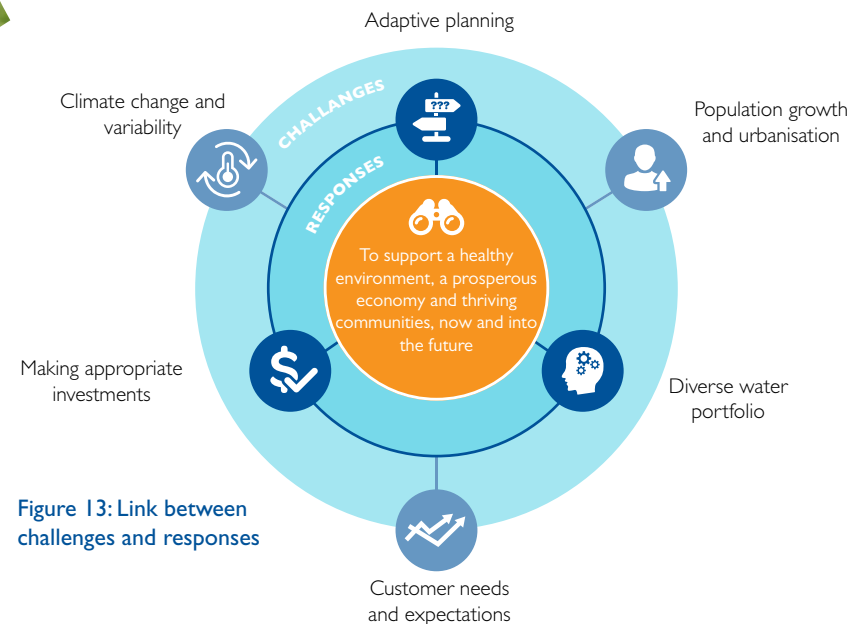 Adaptive planning
Climate change and
variability
CHALLANGES
???
Population growth
and urbanisation
RESPONSES
To support a healthy
environment, a prosperous
economy and thriving
communities, now and into
the future
Making appropriate
investments
$
Diverse water
portfolio
Figure 13: Link between
challenges and responses
Customer needs
and expectations